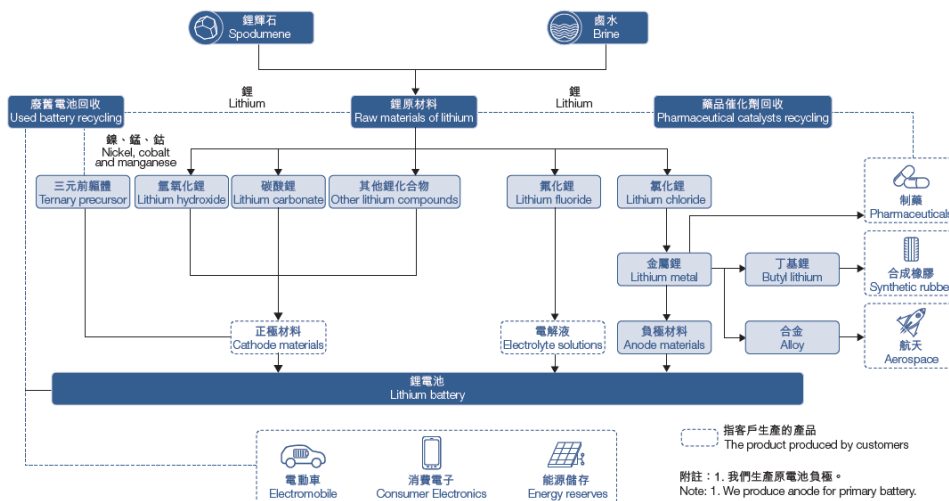 鋰輝石
Spodumene
鹵水
Brine
廢舊電池回收
Used battery recycling
鋰
Lithium
鋰原材料
Raw materials of lithium
鋰
Lithium
藥品催化劑回收
Pharmaceutical catalysts recycling
鎳、錳、鈷
Nickel, cobalt
and manganese
三元前軀體
Ternary precursor
氫氧化鋰
Lithium hydroxide
碳酸鋰
Lithium carbonate
其他鋰化合物
Other lithium compounds
氟化鋰
Lithium fluoride
氯化鋰
Lithium chloride
制藥
Pharmaceuticals
金屬鋰
Lithium metal
丁基鋰
Butyl lithium
合成橡膠
Synthetic rubbe
正極材料
Cathode materials
電解液
Electrolyte solutions
負極材料
Anode materials
合金
Alloy
航天
Aerospace
鋰電池
Lithium battery
電動車
Electromobile
消費電子
Consumer Electronics
能源儲存
Energy reserves
指客戶生產的產品
The product produced by customers
附註：1. 我們生產原電池負極。
Note: 1. We produce anode for primary battery.